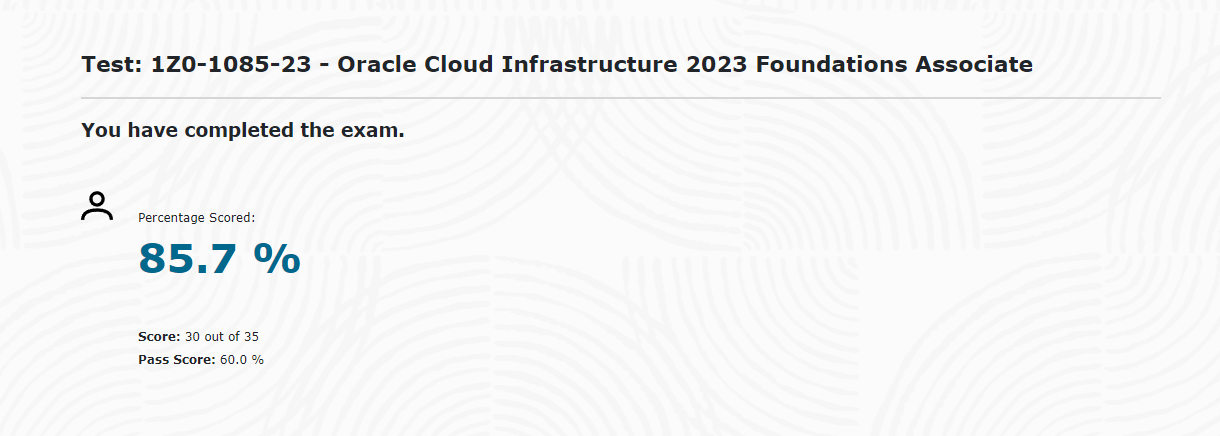 Test: 1Z0-1085-23 - Oracle Cloud Infrastructure 2023 Foundations Associate
You have completed the exam.
Percentage Scored:
85.7 %
Score: 30 out of 35
Pass Score: 60.0 %